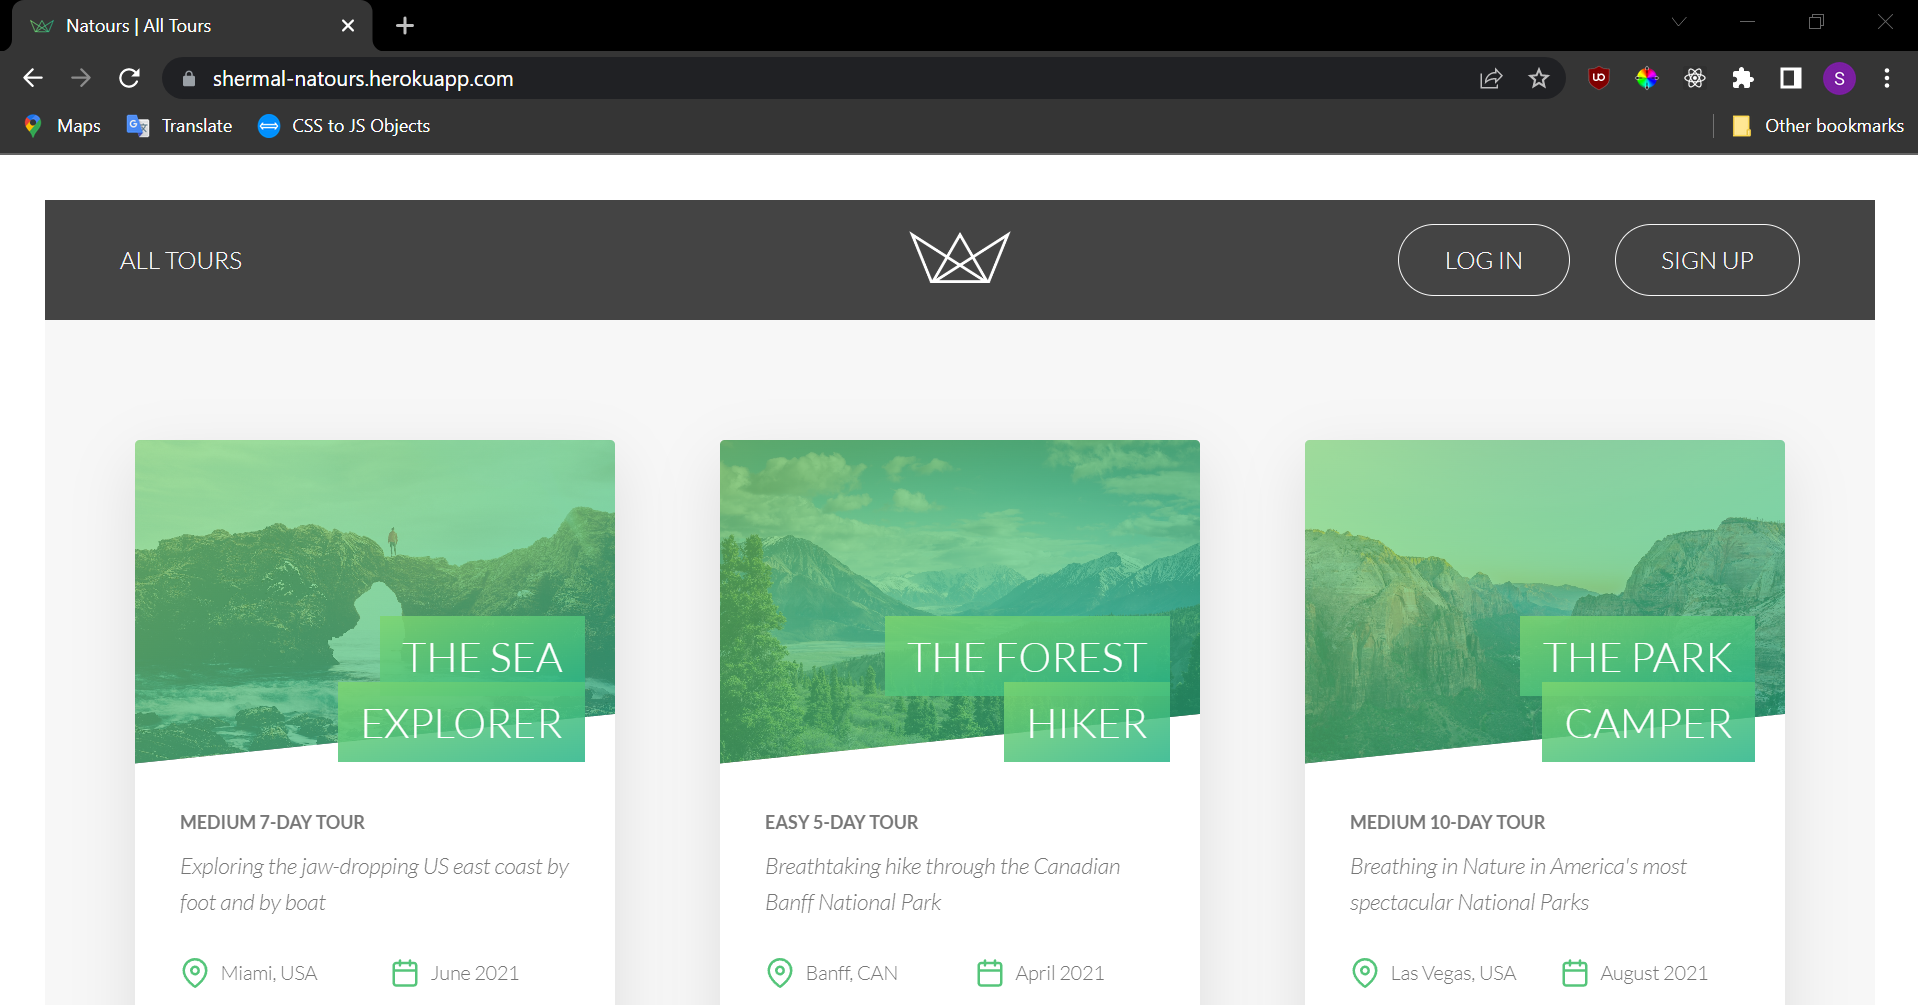 Natours | All Tours
shermal-natours.herokuapp.com
S
Maps
Translate
CSS to JS Objects
Other bookmarks
ALL TOURS
LOG IN
SIGN UP
THE SEA
EXPLORER
MEDIUM 7-DAY TOUR
Exploring the jaw-dropping US east coast by
foot and by boat
Miami, USA
June 2021
THE FOREST
HIKER
EASY 5-DAY TOUR
Breathtaking hike through the Canadian
Banff National Park
Banff, CAN
April 2021
THE PARK
CAMPER
MEDIUM 10-DAY TOUR
Breathing in Nature in America's most
spectacular National Parks
Las Vegas, USA
August 2021